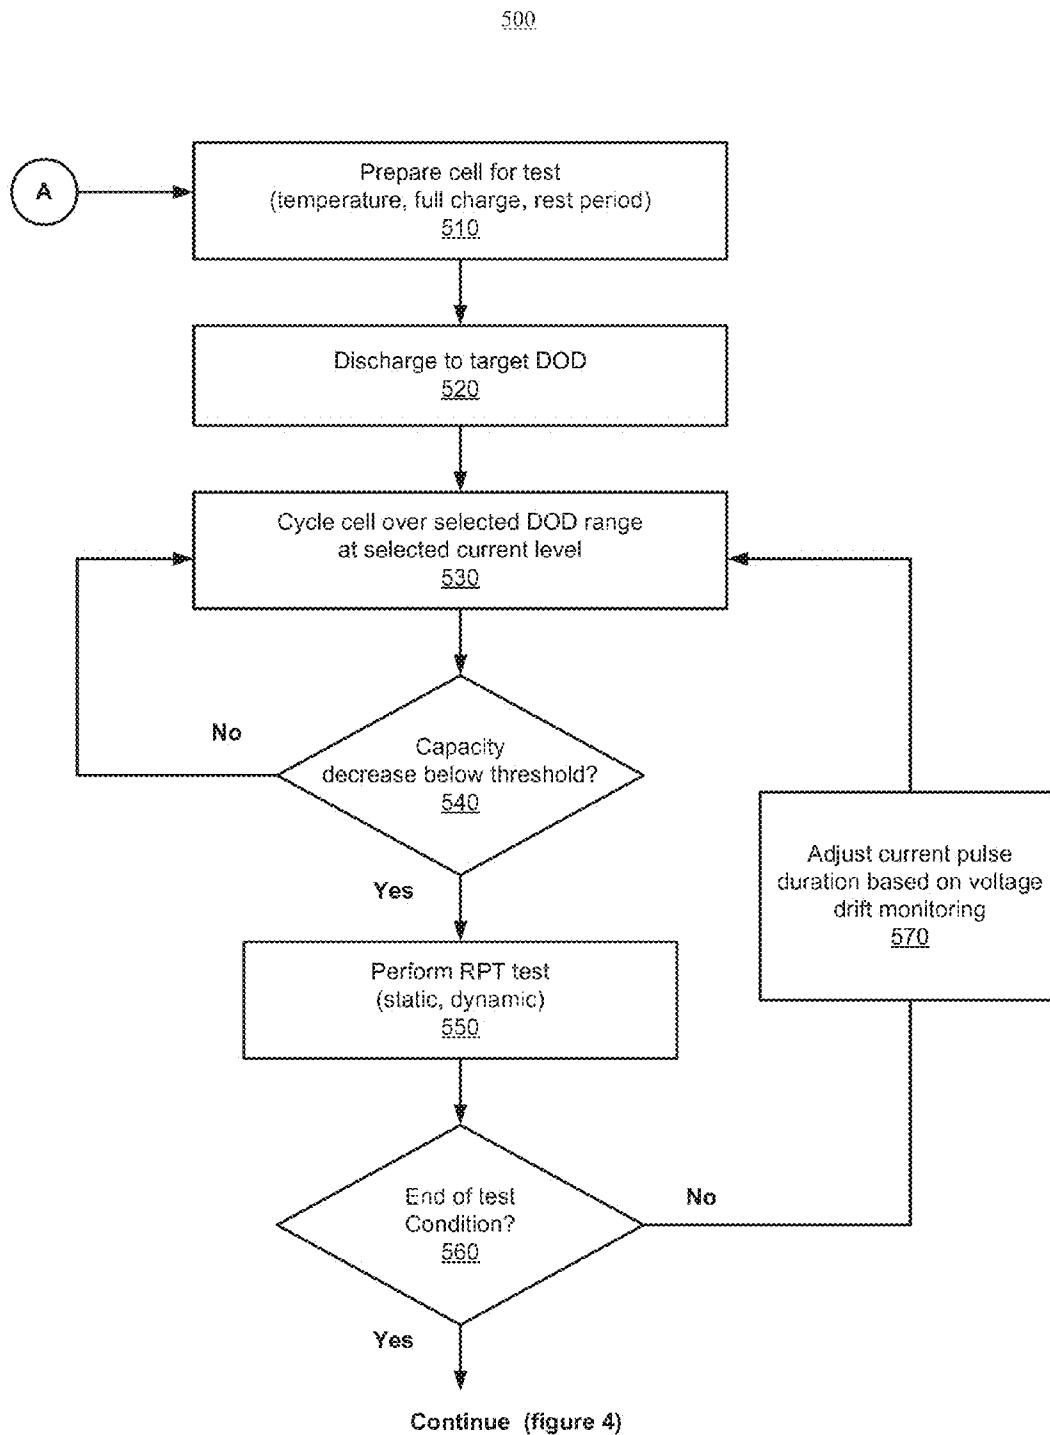 500
A
Prepare cell for test
(temperature, full charge, rest period)
510
Discharge to target DOD
520
Cycle cell over selected DOD range
at selected current level
530
No
Capacity
decrease below threshold?
540
Yes
Adjust current pulse
duration based on voltage
drift monitoring
570
Perform RPT test
(static, dynamic)
550
End of test
Condition?
560
No
Yes
Continue (figure 4)